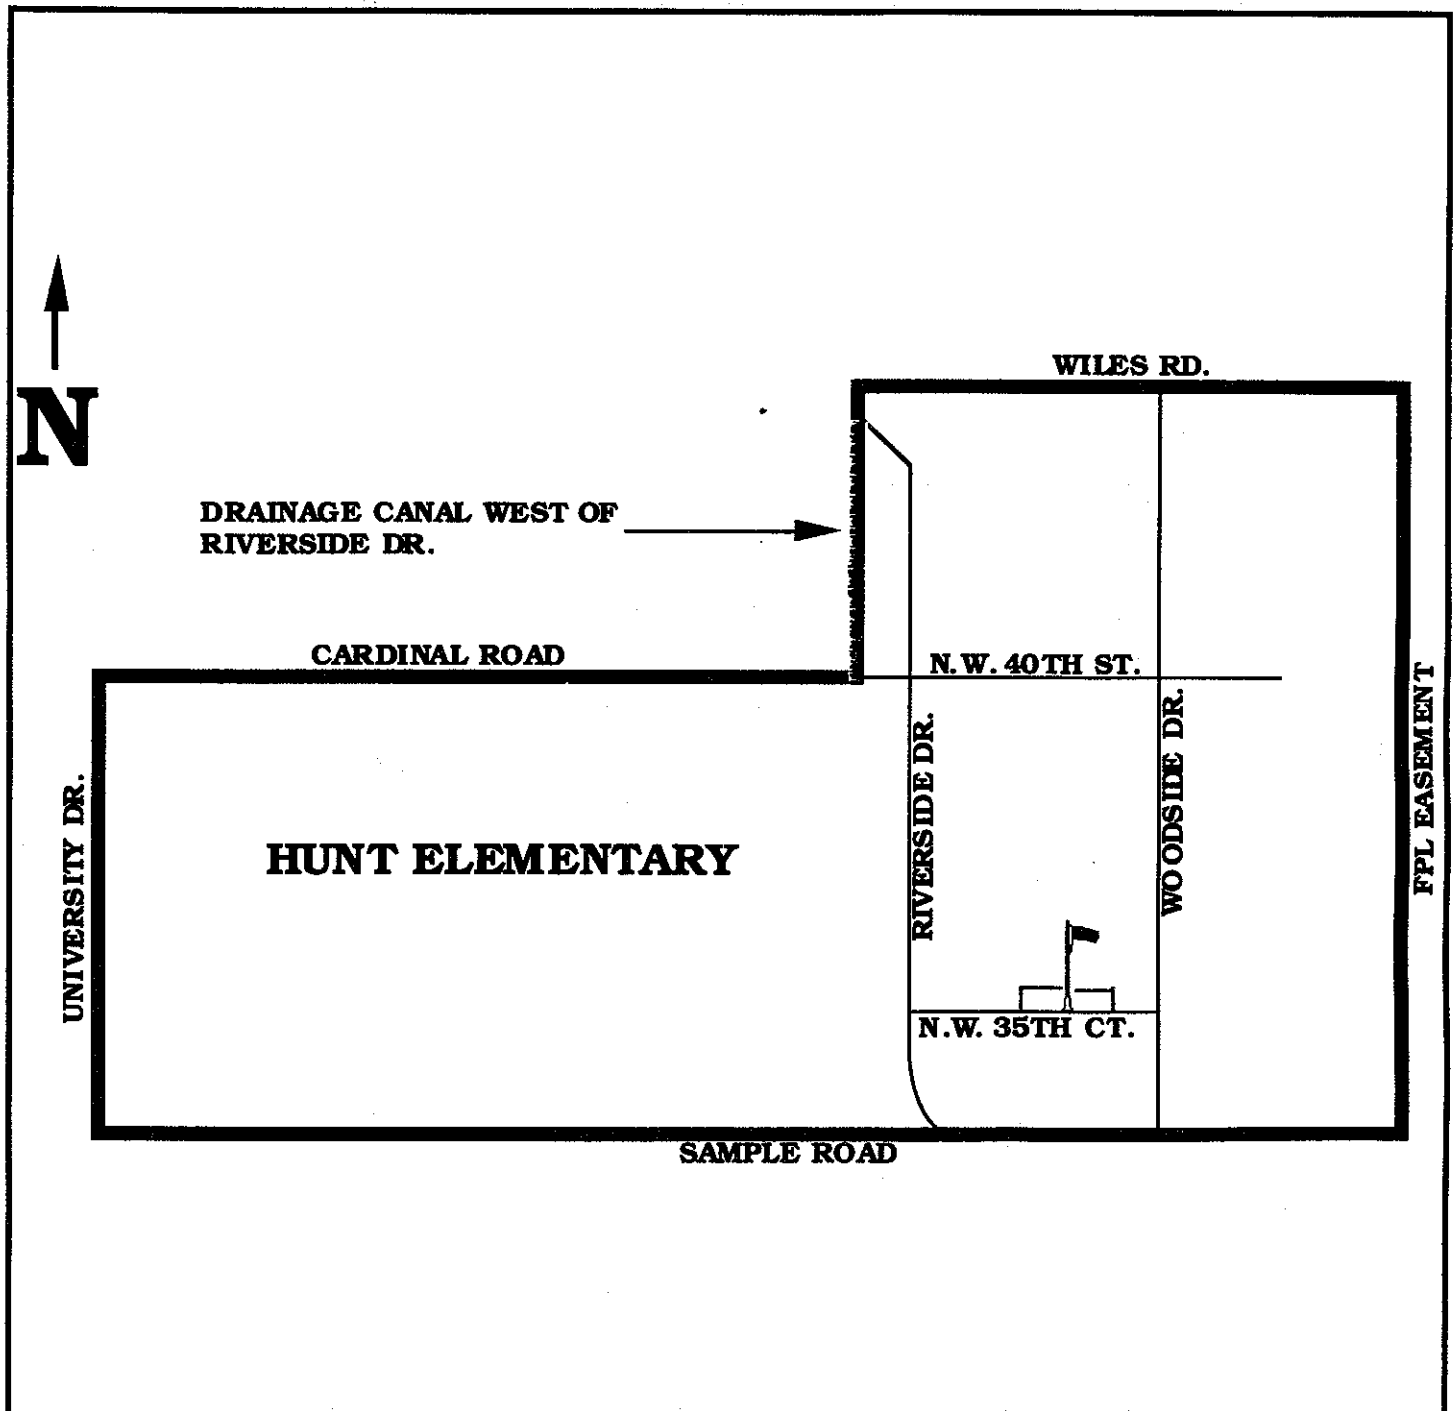 WILES RD.
N
DRAINAGE CANAL WEST OF
RIVERSIDE DR.
CARDINAL ROAD
N.W. 40TH ST.
UNIVERSITY DR.
HUNT ELEMENTARY
RIVERSIDE DR.
WOODSIDE DR.
FPL EASEMENT
N.W. 35TH CT.
SAMPLE ROAD